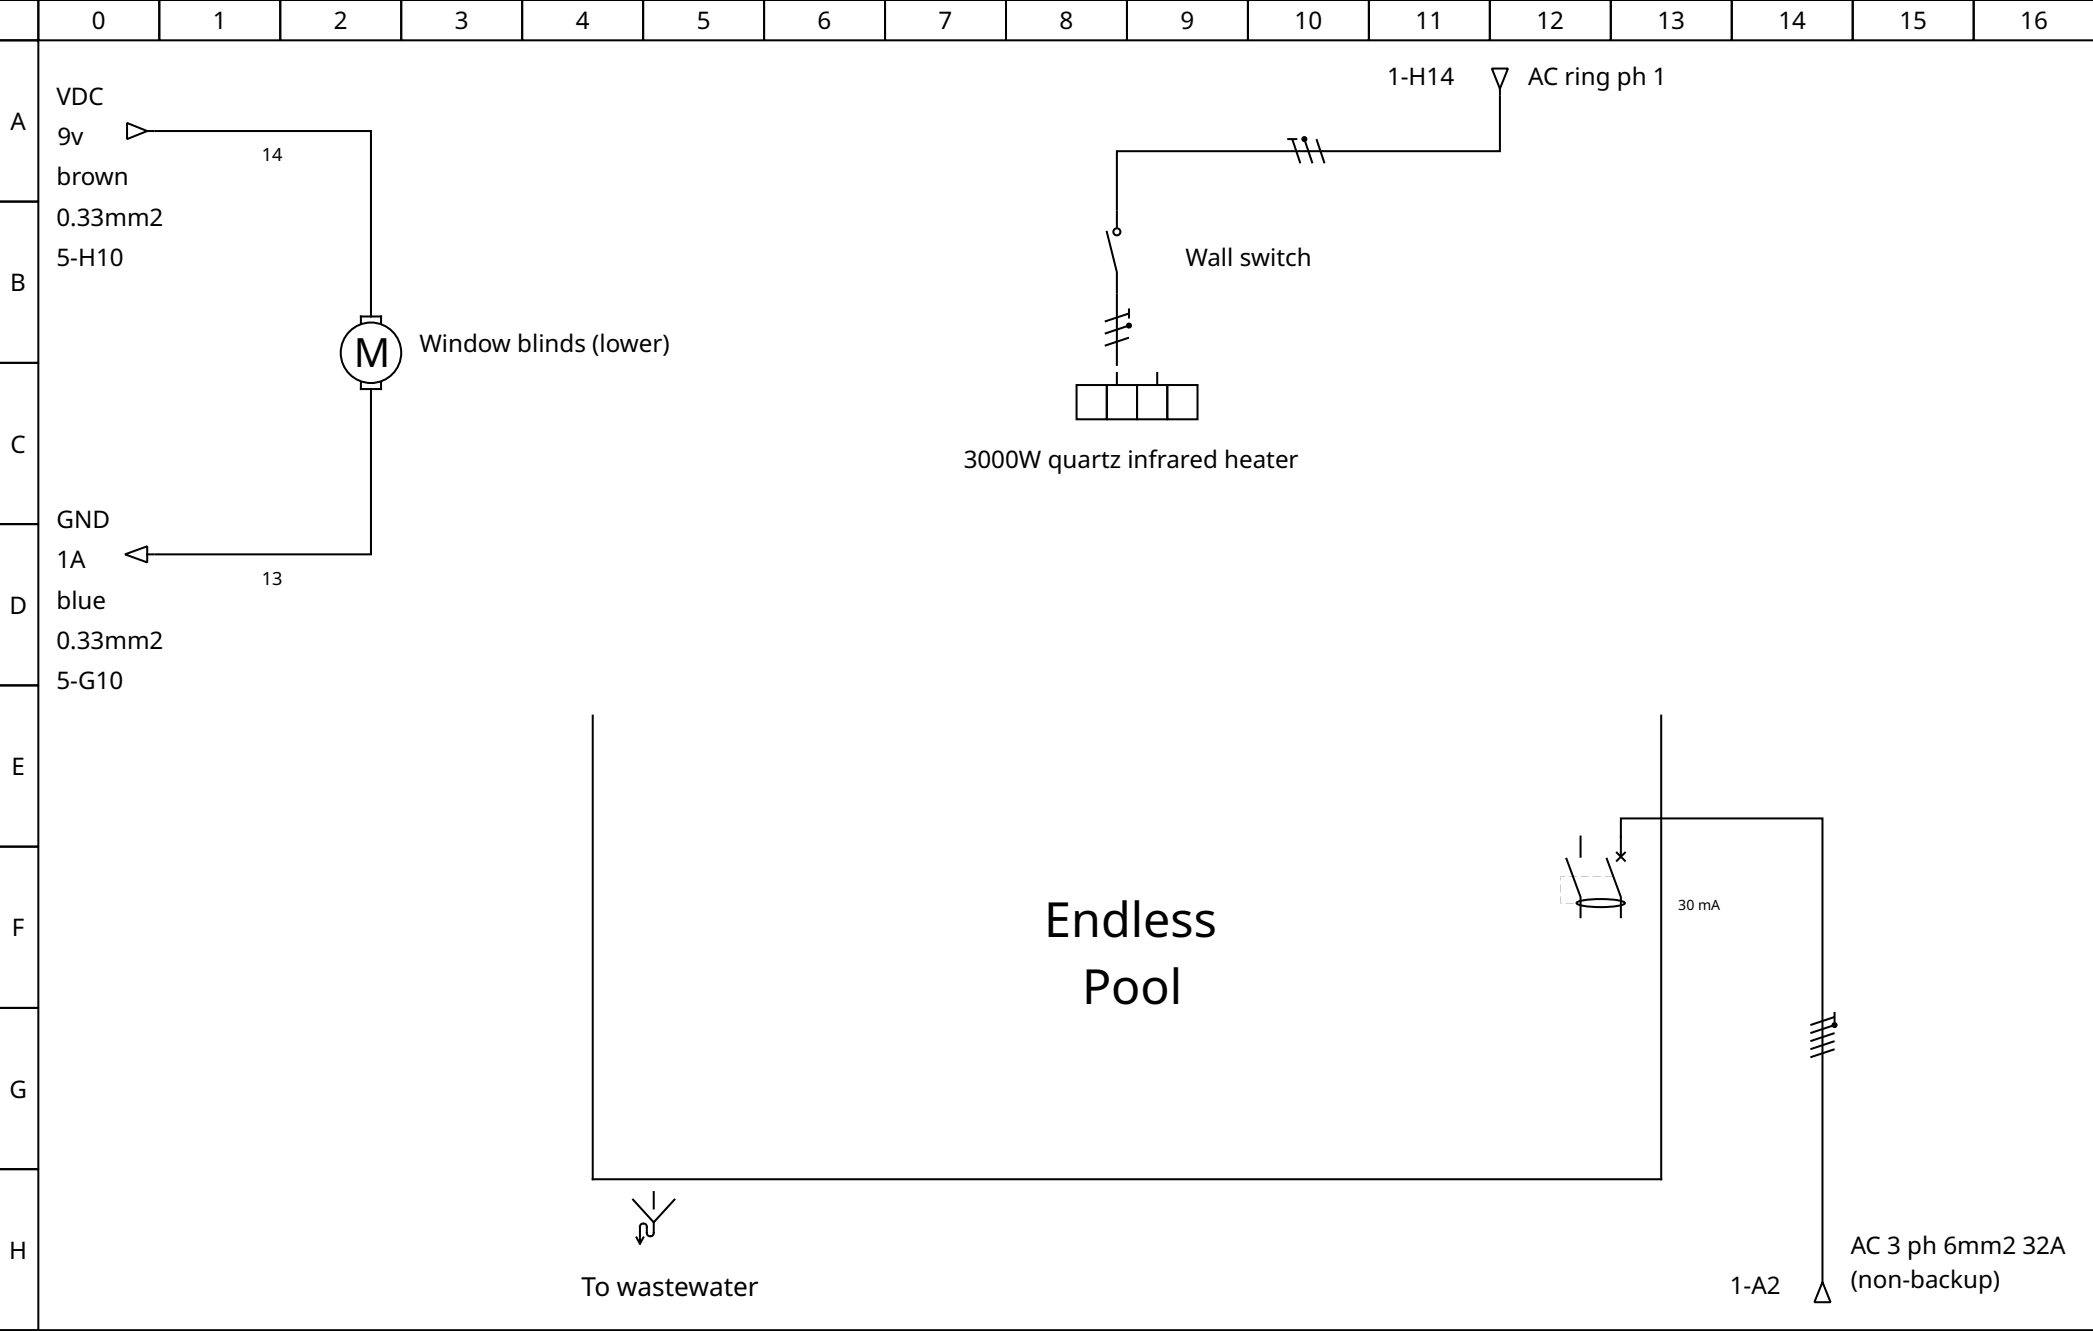 0 1 2 3 4 5 6 7 8 9 10 11 12 13 14 15 16
A
B
C
D
E
F
G
H
VDC
9v
brown
0.33mm2
5-H10
14
M
Window blinds (lower)
GND
1A
blue
0.33mm2
5-G10
13
1-H14
AC ring ph 1
Wall switch
3000W quartz infrared heater
Endless
Pool
30 mA
To wastewater
1-A2
AC 3 ph 6mm2 32A
(non-backup)